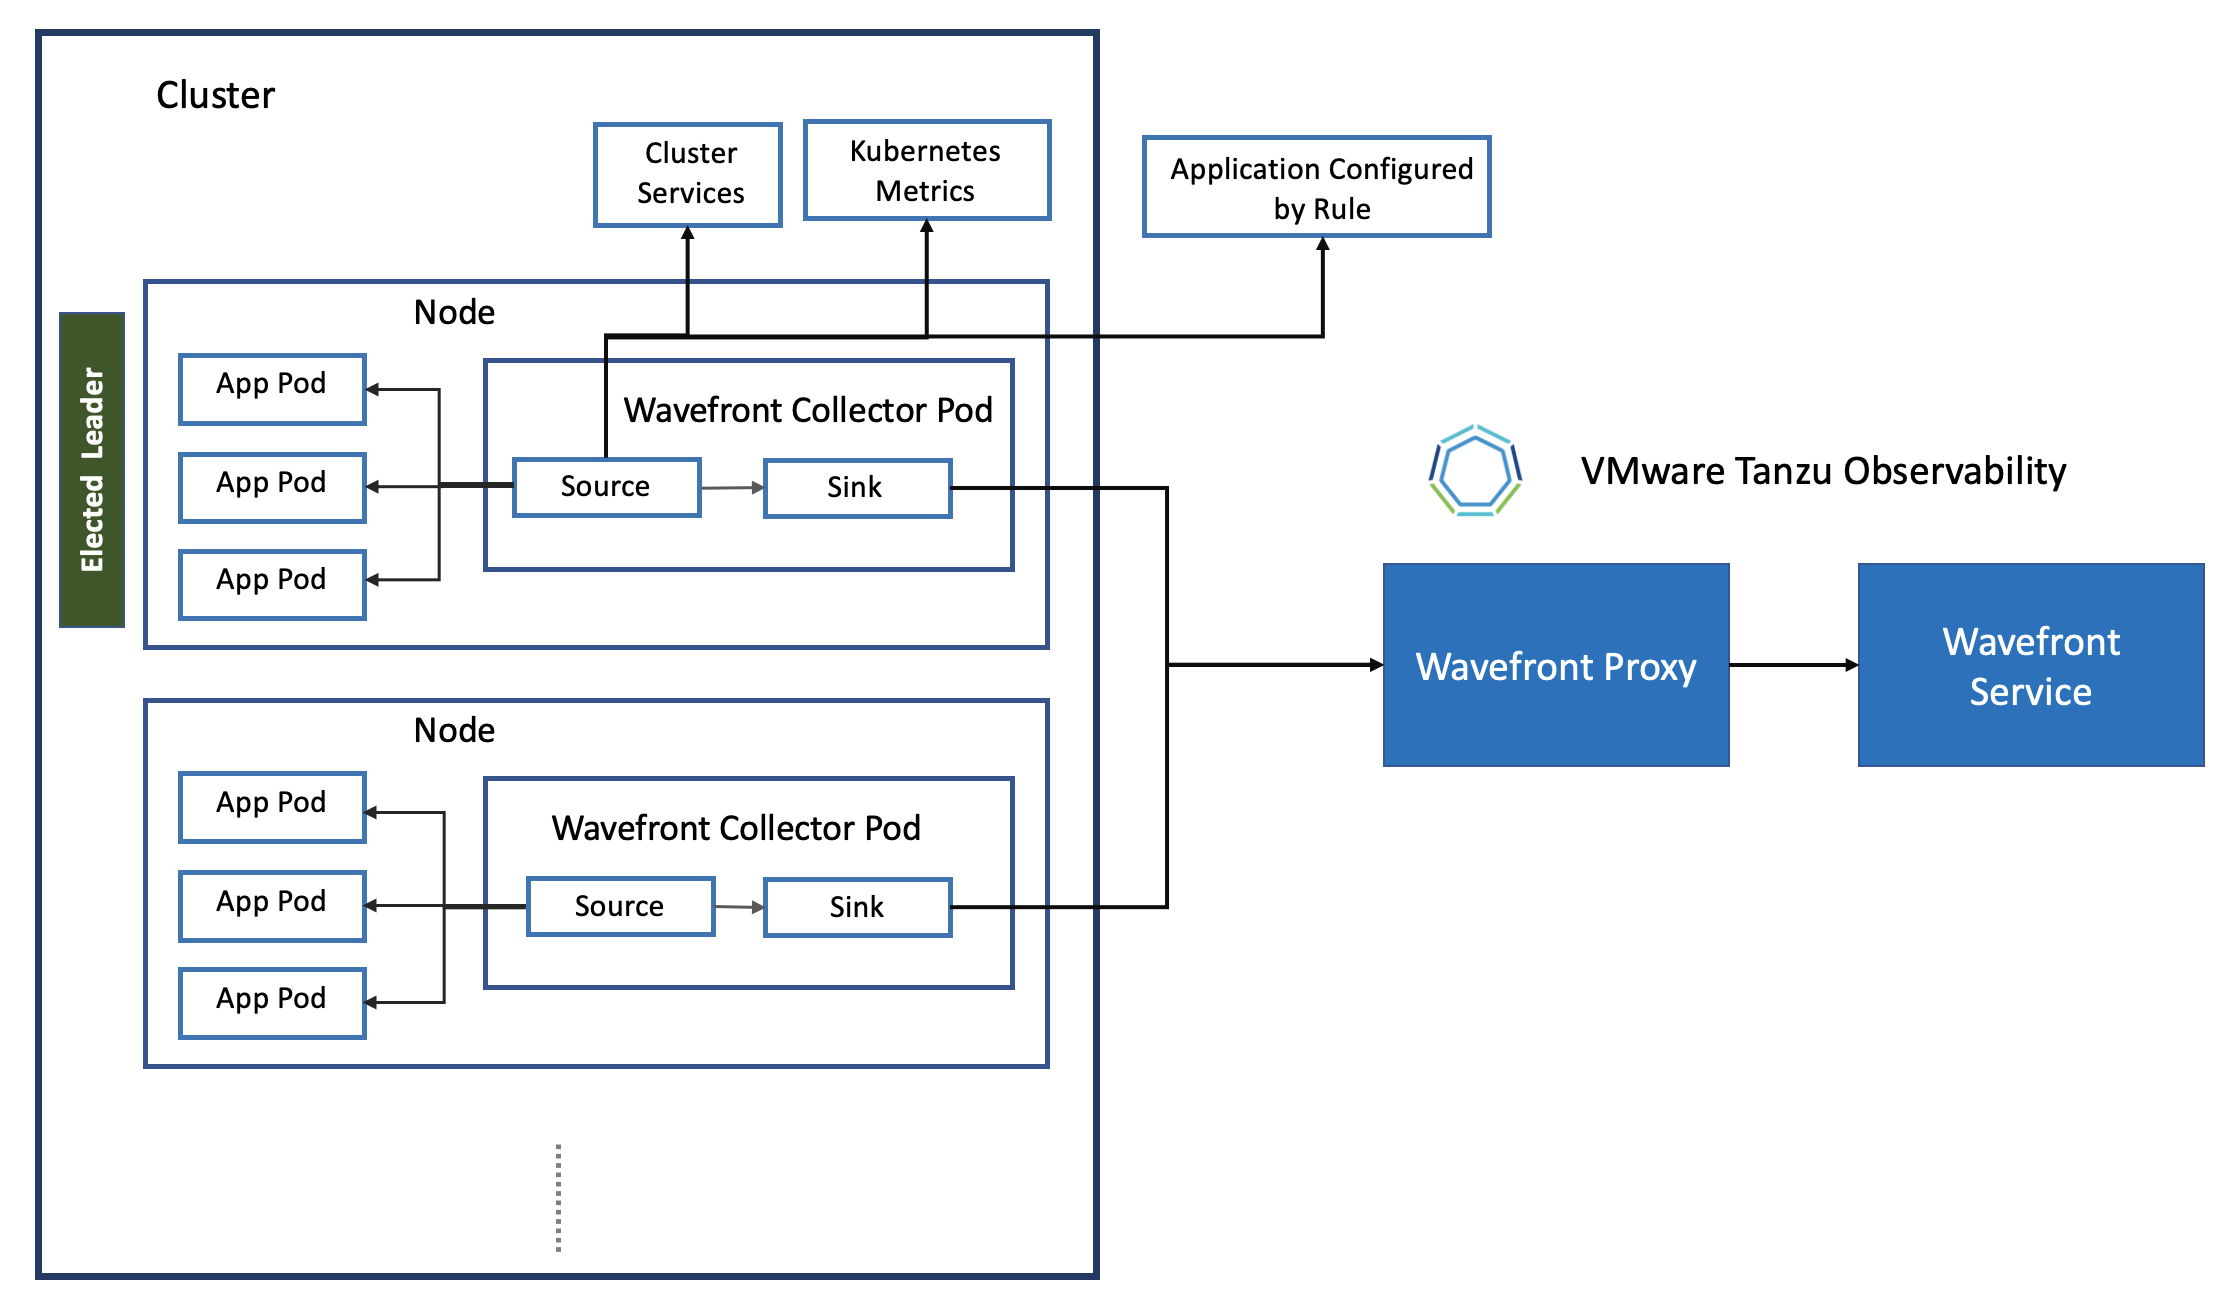 Cluster
Cluster
Services
Kubernetes
Metrics
Application Configured
by Rule
Elected Leader
Node
App Pod
App Pod
App Pod
Wavefront Collector Pod
Source
Sink
VMware Tanzu Observability
Wavefront Proxy
Wavefront
Service
Node
App Pod
App Pod
App Pod
Wavefront Collector Pod
Source
Sink